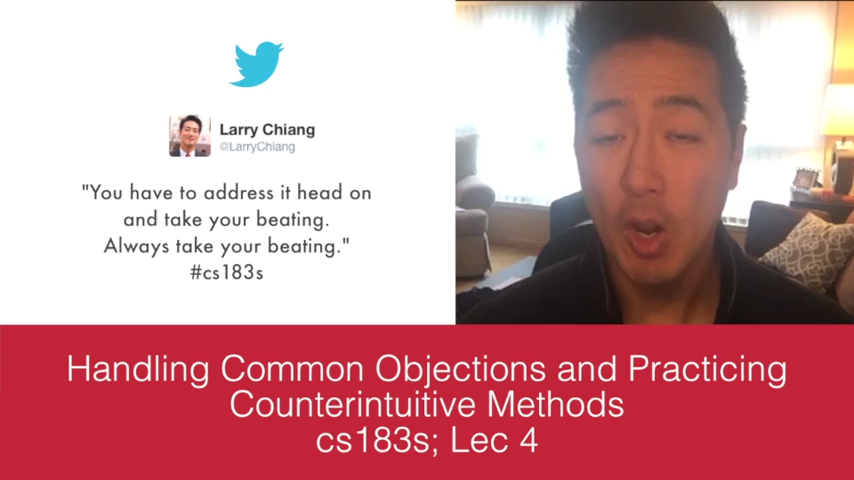 Larry Chiang
@LarryChiang
"You have to address it head on
and take your beating.
Always take your beating."
#cs183s
Handling Common Objections and Practicing
Counterintuitive Methods
cs183s; Lec 4